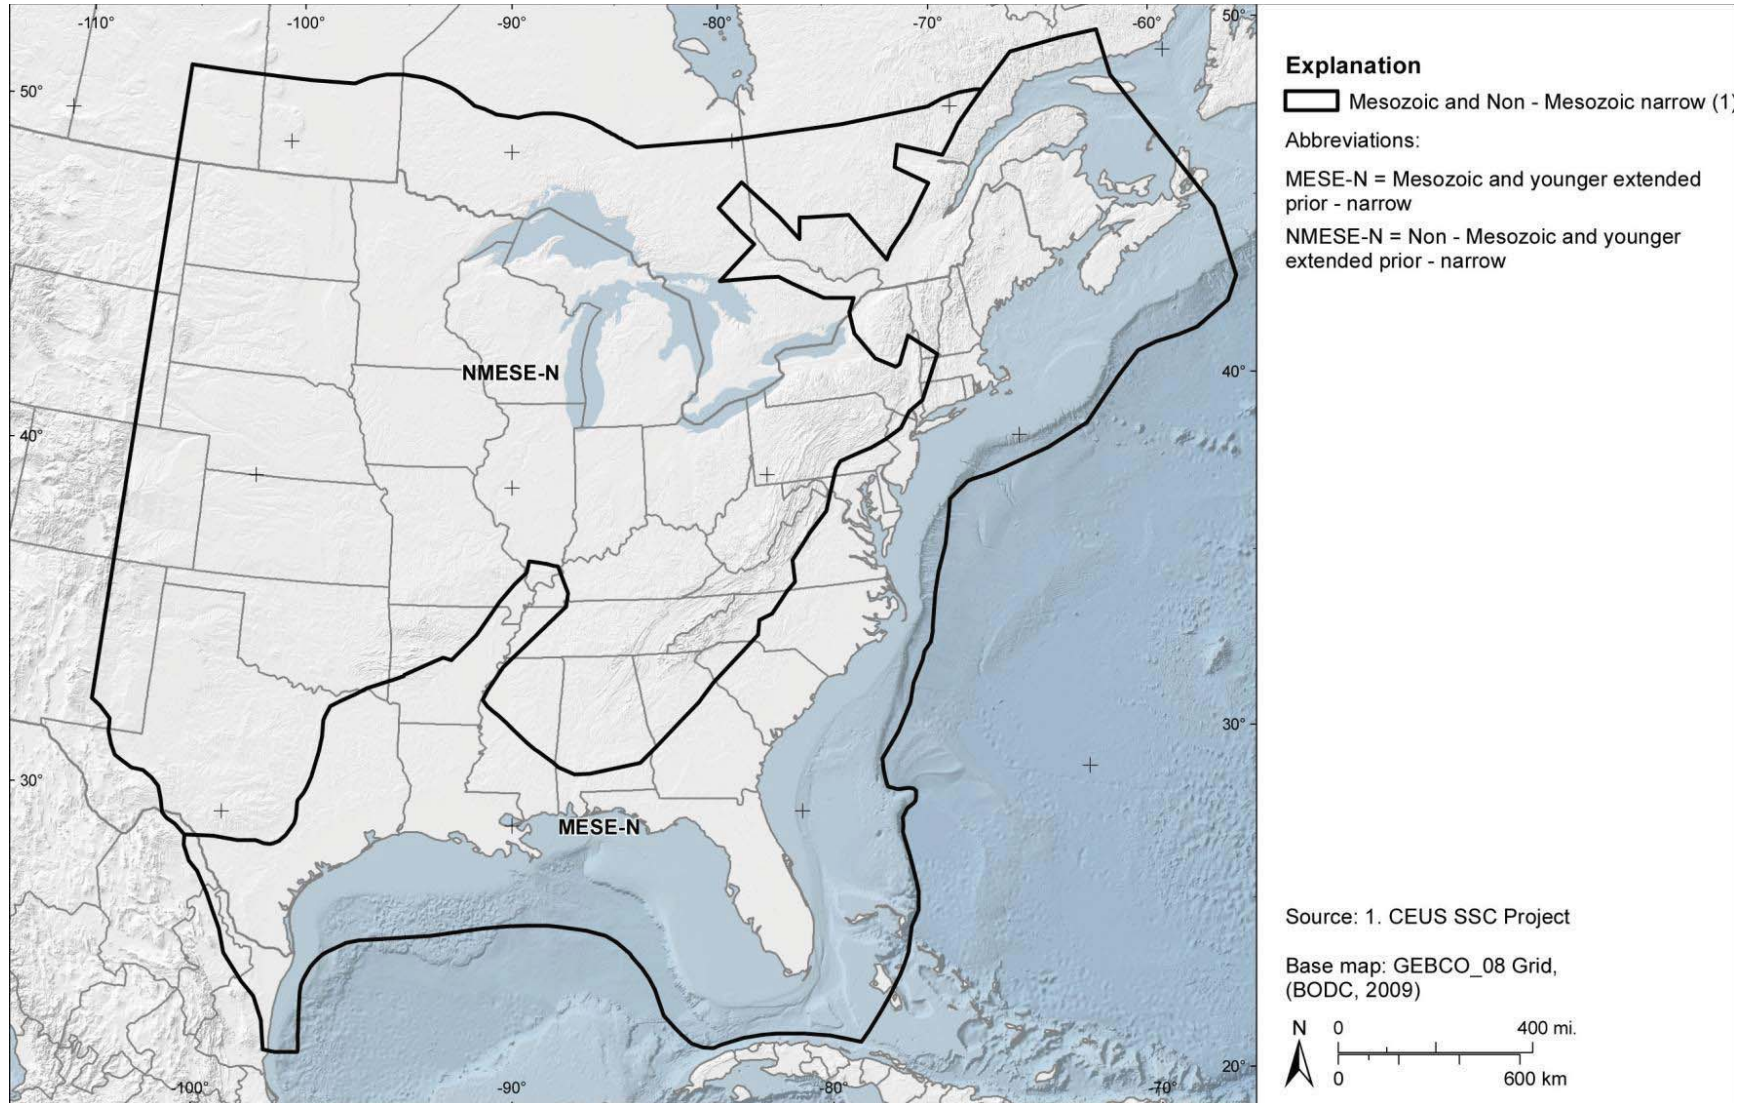 -110° -100° -90° -80° -70° -60° 50°
50°
40°
40°
30°
30°
20°
-100° -90° -80° -70°
NMESE-N
MESE-N
Explanation
Mesozoic and Non - Mesozoic narrow (1)
Abbreviations:
MESE-N = Mesozoic and younger extended
prior - narrow
NMESE-N = Non - Mesozoic and younger
extended prior - narrow
Source: 1. CEUS SSC Project
Base map: GEBCO_08 Grid,
(BODC, 2009)
N 0 400 mi.
0 600 km